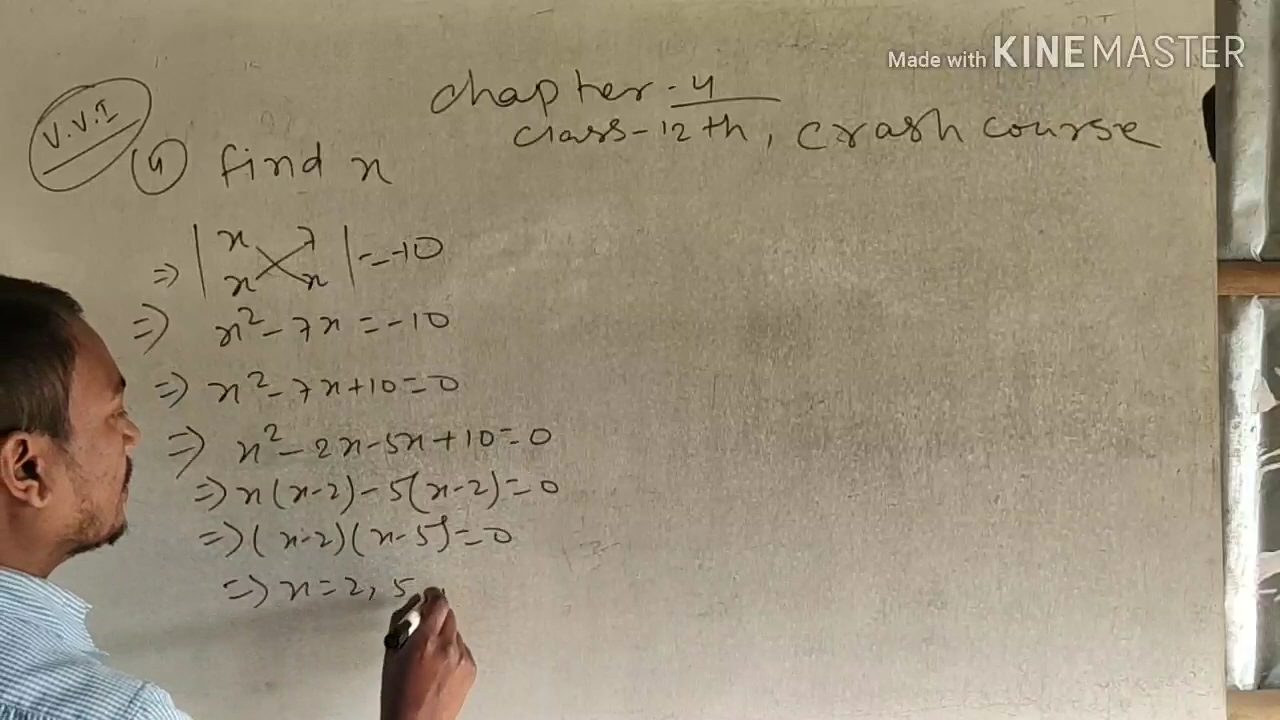 Made with KINEMASTER
chapter-4
class-12th, crash course
V.V.I
4) find x
=> | x 7 | = -10
| x x |
=> x² - 7x = -10
=> x² - 7x + 10 = 0
=> x² - 2x - 5x + 10 = 0
=> x(x-2) - 5(x-2) = 0
=> (x-2)(x-5) = 0
=> x = 2, 5